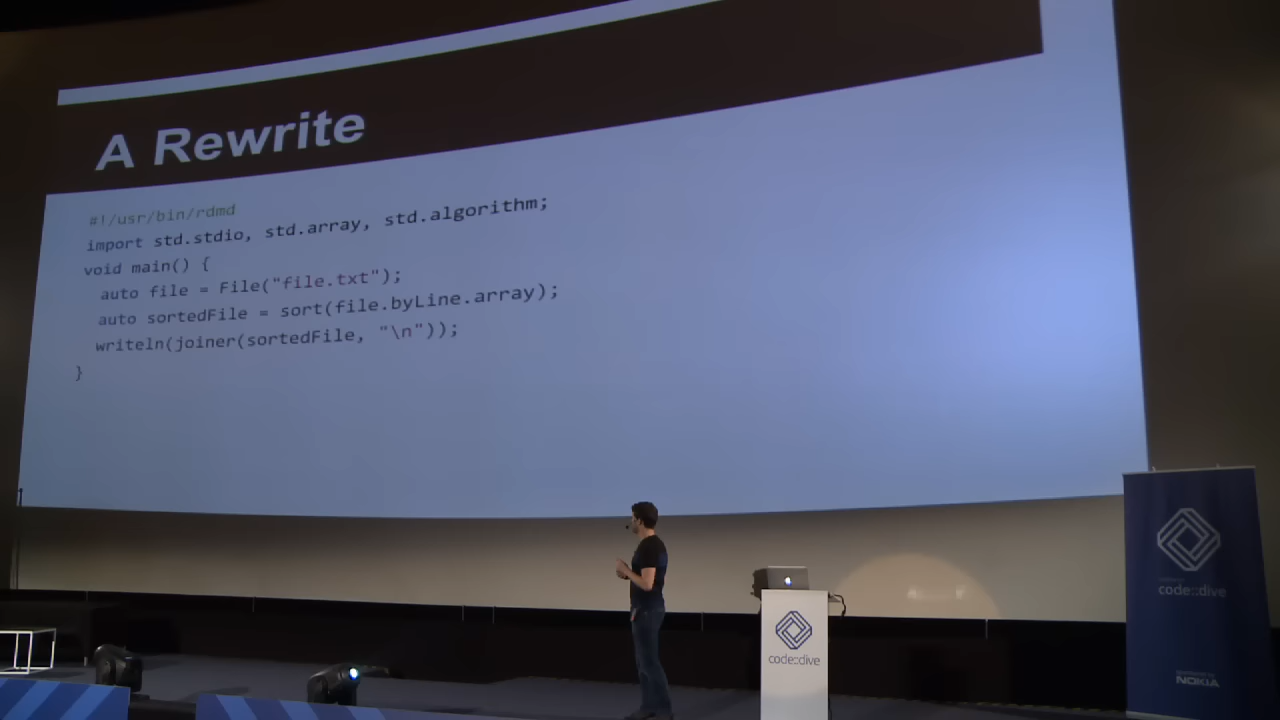 A Rewrite
#!/usr/bin/rdmd
import std.stdio, std.array, std.algorithm;
void main() {
auto file = File("file.txt");
auto sortedFile = sort(file.byLine.array);
writeln(joiner(sortedFile, "\n"));
}
code::dive
code::dive
NOKIA